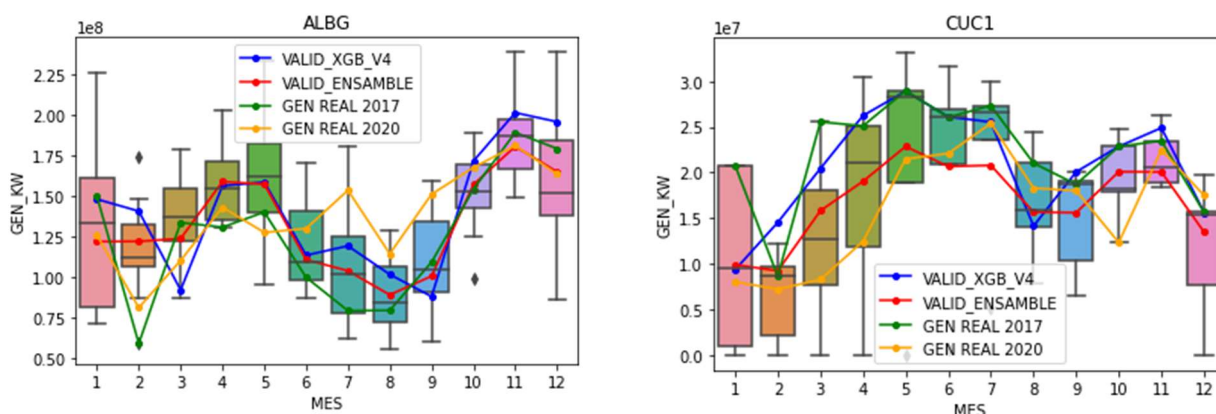 ALBG
1e8
2.25
2.00
1.75
1.50
1.25
1.00
0.75
0.50
GEN_KW
VALID_XGB_V4
VALID_ENSAMBLE
GEN REAL 2017
GEN REAL 2020
1 2 3 4 5 6 7 8 9 10 11 12
MES
CUC1
1e7
3.0
2.5
2.0
1.5
1.0
0.5
0.0
GEN_KW
VALID_XGB_V4
VALID_ENSAMBLE
GEN REAL 2017
GEN REAL 2020
1 2 3 4 5 6 7 8 9 10 11 12
MES